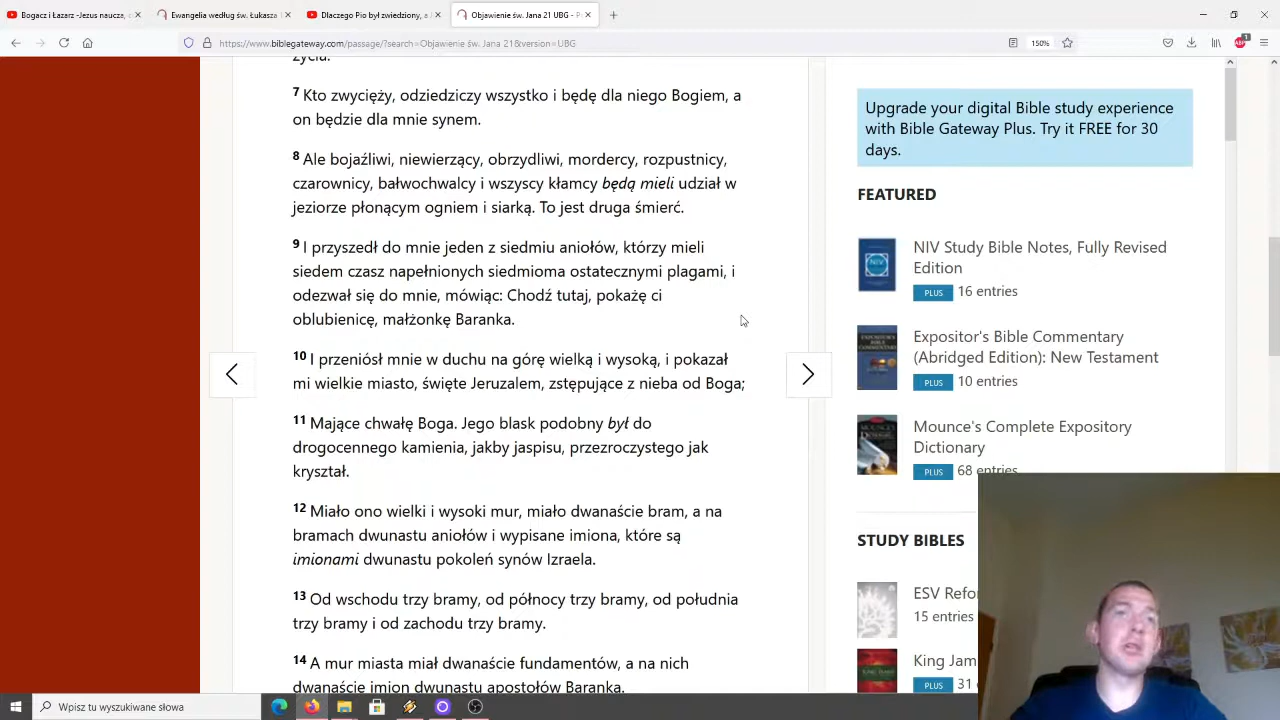 Bogacz i Łazarz -Jezus naucza, c
Ewangelia według św. Łukasza 1
Dlaczego Pio był zwiedziony, a J
Objawienie św. Jana 21 UBG - P
https://www.biblegateway.com/passage/?search=Objawienie św. Jana 21&version=UBG
150%
życia.
7 Kto zwycięży, odziedziczy wszystko i będę dla niego Bogiem, a
on będzie dla mnie synem.
8 Ale bojaźliwi, niewierzący, obrzydliwi, mordercy, rozpustnicy,
czarownicy, bałwochwalcy i wszyscy kłamcy będą mieli udział w
jeziorze płonącym ogniem i siarką. To jest druga śmierć.
9 I przyszedł do mnie jeden z siedmiu aniołów, którzy mieli
siedem czasz napełnionych siedmioma ostatecznymi plagami, i
odezwał się do mnie, mówiąc: Chodź tutaj, pokażę ci
oblubienicę, małżonkę Baranka.
10 I przeniósł mnie w duchu na górę wielką i wysoką, i pokazał
mi wielkie miasto, święte Jeruzalem, zstępujące z nieba od Boga;
11 Mające chwałę Boga. Jego blask podobny był do
drogocennego kamienia, jakby jaspisu, przezroczystego jak
kryształ.
12 Miało ono wielki i wysoki mur, miało dwanaście bram, a na
bramach dwunastu aniołów i wypisane imiona, które są
imionami dwunastu pokoleń synów Izraela.
13 Od wschodu trzy bramy, od północy trzy bramy, od południa
trzy bramy i od zachodu trzy bramy.
14 A mur miasta miał dwanaście fundamentów, a na nich
dwanaście imion dwunastu apostołów Baranka.
Upgrade your digital Bible study experience
with Bible Gateway Plus. Try it FREE for 30
days.
FEATURED
NIV Study Bible Notes, Fully Revised
Edition
PLUS 16 entries
Expositor's Bible Commentary
(Abridged Edition): New Testament
PLUS 10 entries
Mounce's Complete Expository
Dictionary
PLUS 68 entries
STUDY BIBLES
ESV Refo
15 entries
King Jam
PLUS 31
Wpisz tu wyszukiwane słowa